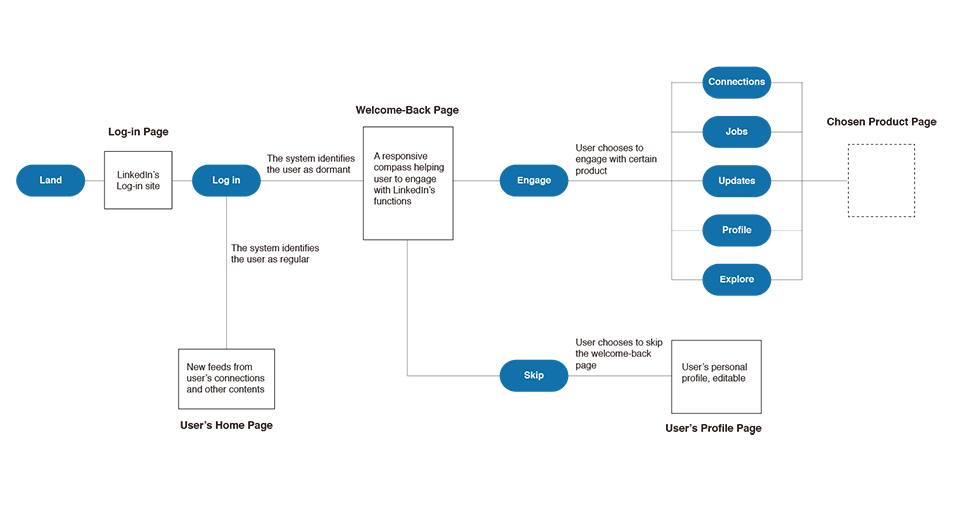 Log-in Page
Land
LinkedIn's
Log-in site
Log in
The system identifies
the user as dormant
The system identifies
the user as regular
New feeds from
user's connections
and other contents
User's Home Page
Welcome-Back Page
A responsive
compass helping
user to engage
with LinkedIn's
functions
Engage
User chooses to
engage with certain
product
Connections
Jobs
Updates
Profile
Explore
Chosen Product Page
Skip
User chooses to skip
the welcome-back
page
User's personal
profile, editable
User's Profile Page